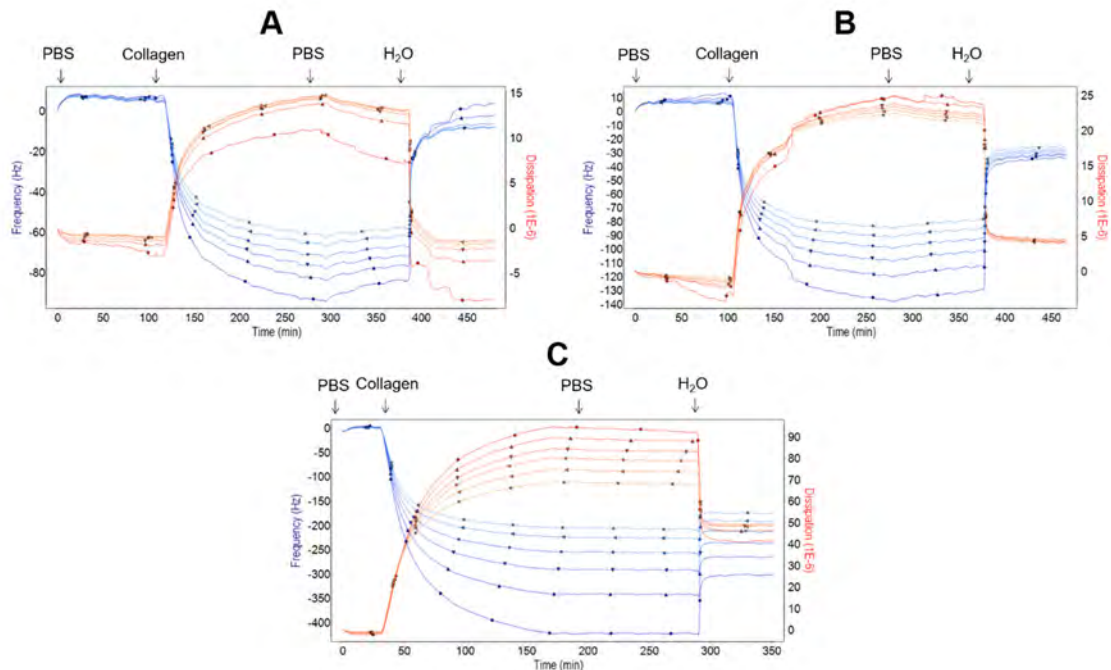 A
PBS Collagen PBS H₂O
0
-20
-40
-60
-80
Frequency (Hz)
15
10
5
0
-5
Dissipation (1E-6)
0 50 100 150 200 250 300 350 400 450
Time (min)
B
PBS Collagen PBS H₂O
10
0
-10
-20
-30
-40
-50
-60
-70
-80
-90
-100
-110
-120
-130
-140
Frequency (Hz)
25
20
15
10
5
0
Dissipation (1E-6)
0 50 100 150 200 250 300 350 400 450
Time (min)
C
PBS Collagen PBS H₂O
0
-50
-100
-150
-200
-250
-300
-350
-400
Frequency (Hz)
90
80
70
60
50
40
30
20
10
0
Dissipation (1E-6)
0 50 100 150 200 250 300 350
Time (min)